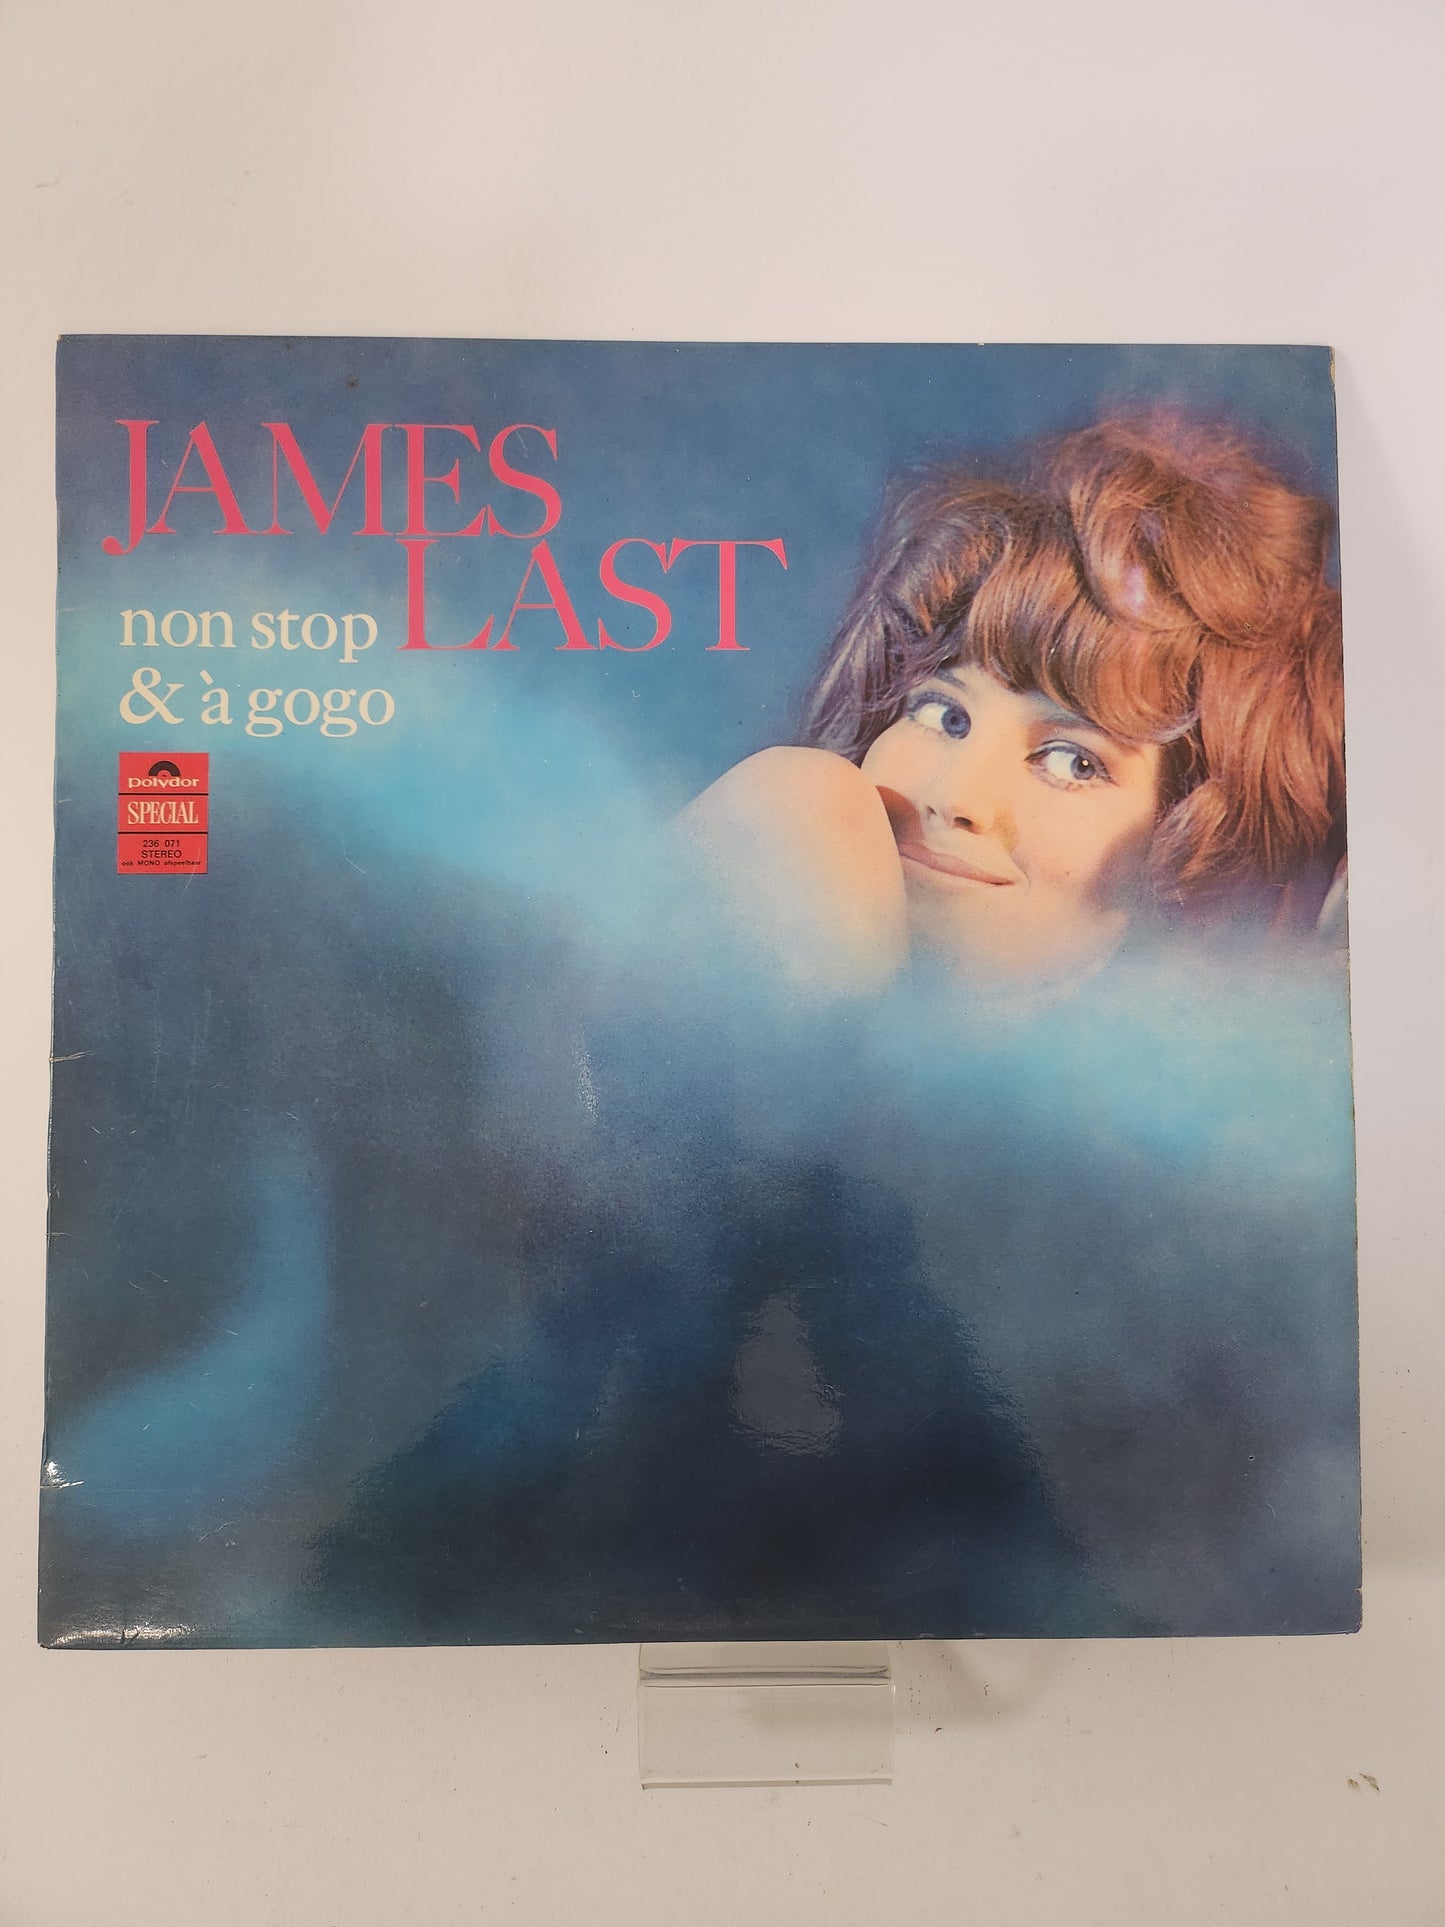 JAMES
LAST
non stop
& à gogo
polydor
SPECIAL
236 071
STEREO
ook MONO afspeelbaar